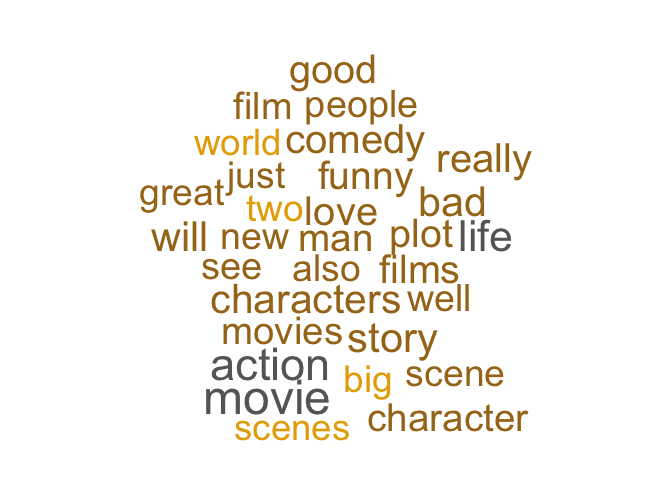 good
film people
world comedy
really
just funny
great
two love bad
will new man plot life
see also films
characters well
movies story
action big scene
movie
scenes character